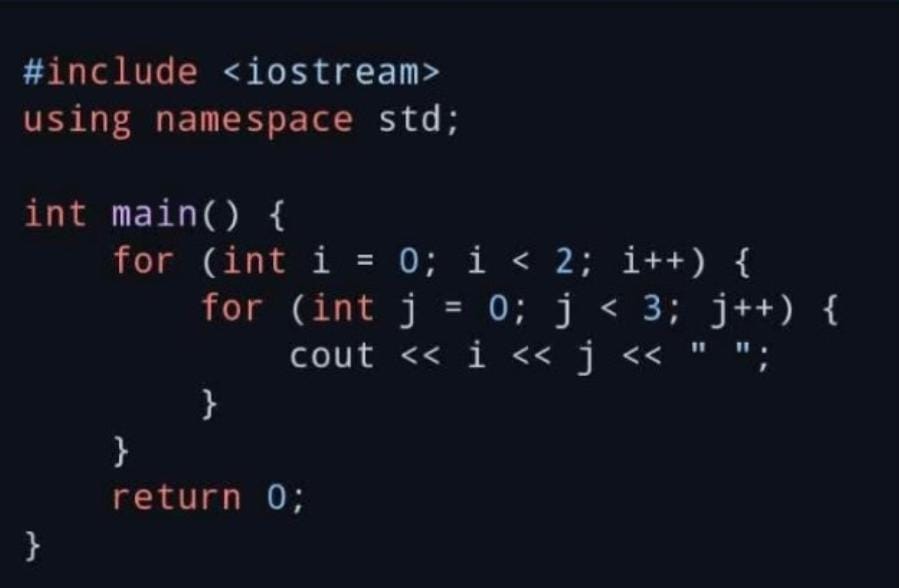 #include <iostream>
using namespace std;

int main() {
    for (int i = 0; i < 2; i++) {
        for (int j = 0; j < 3; j++) {
            cout << i << j << " ";
        }
    }
    return 0;
}